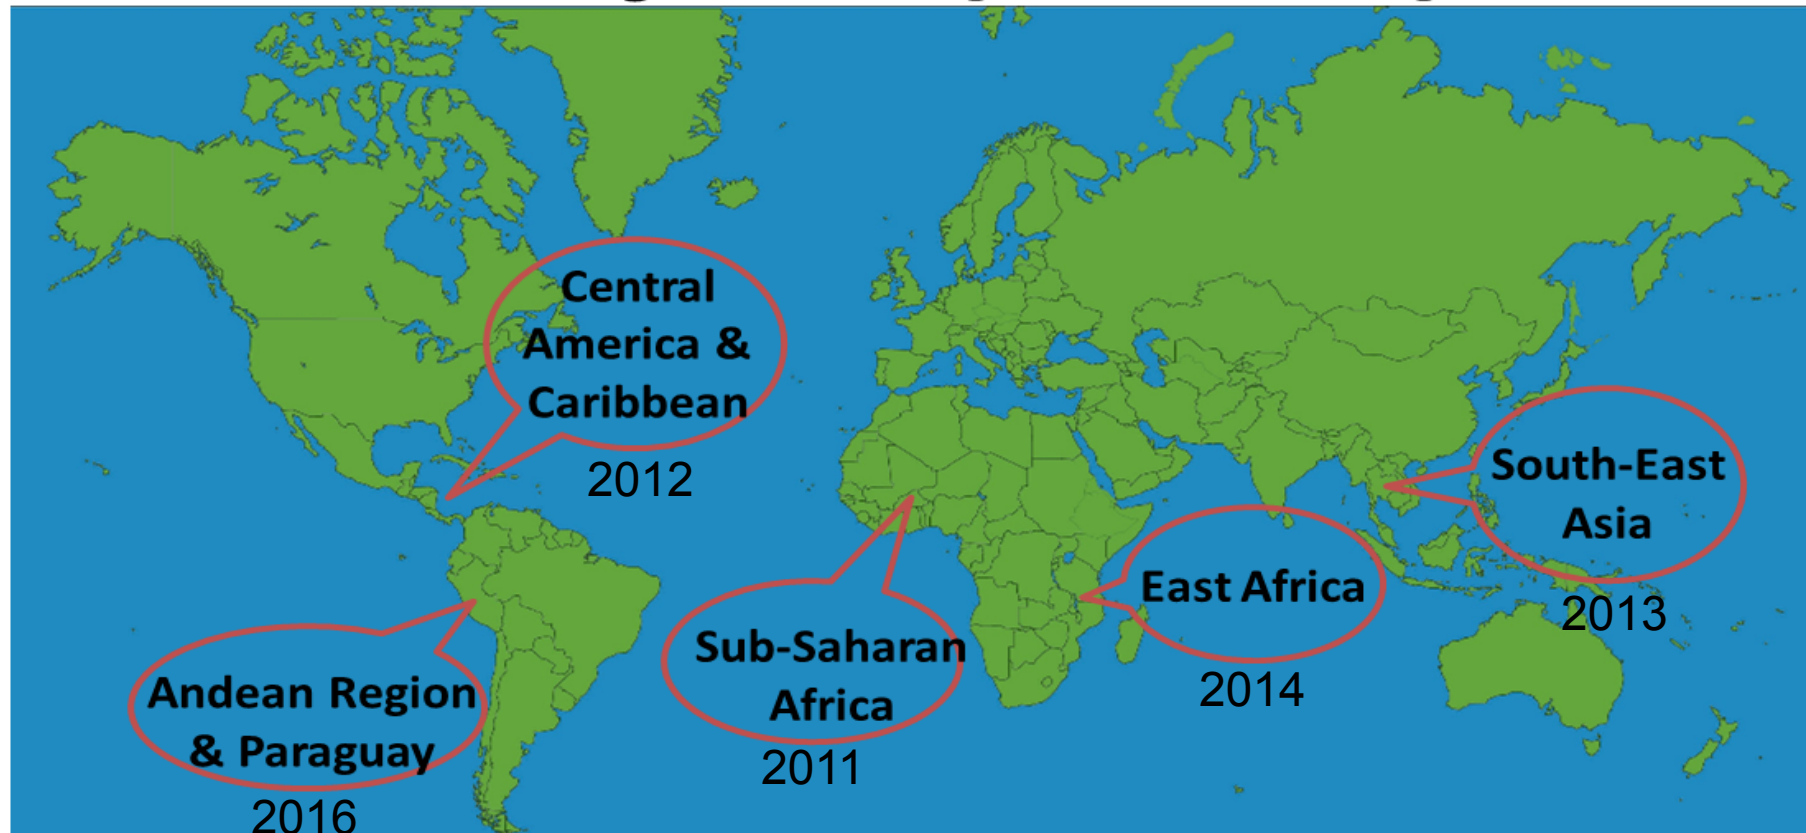 Central
America &
Caribbean
2012
South-East
Asia
2013
East Africa
2014
Sub-Saharan
Africa
2011
Andean Region
& Paraguay
2016